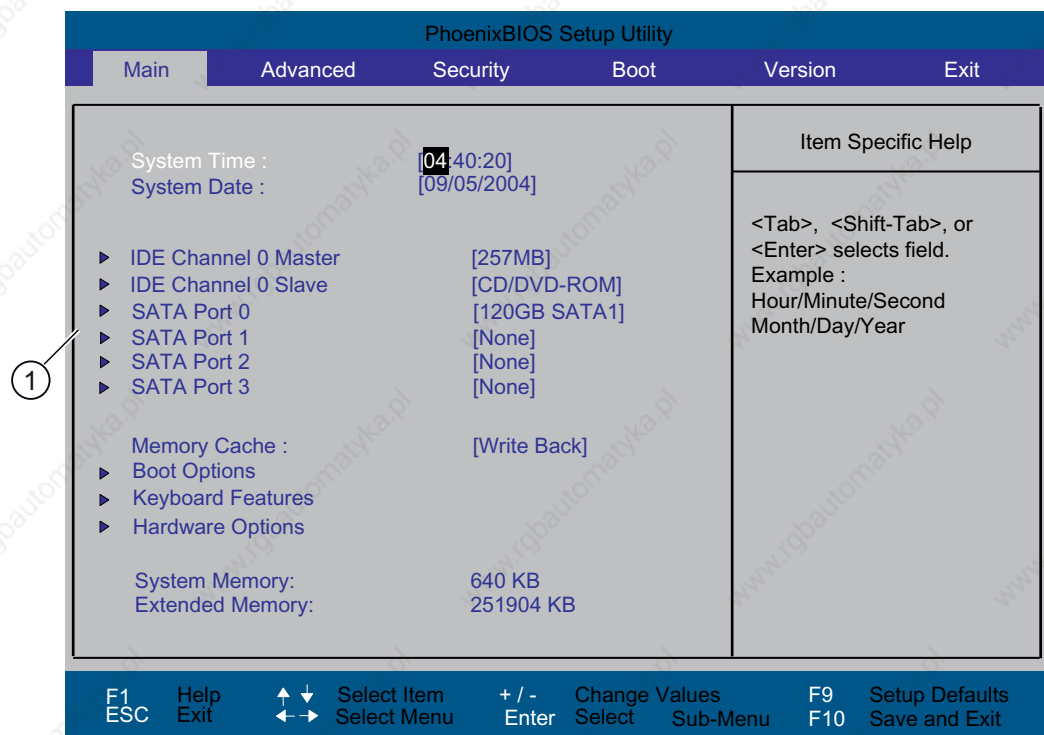 PhoenixBIOS Setup Utility
Main Advanced Security Boot Version Exit
System Time : [04:40:20]
System Date : [09/05/2004]
IDE Channel 0 Master [257MB]
IDE Channel 0 Slave [CD/DVD-ROM]
SATA Port 0 [120GB SATA1]
SATA Port 1 [None]
SATA Port 2 [None]
SATA Port 3 [None]
Memory Cache : [Write Back]
Boot Options
Keyboard Features
Hardware Options
System Memory: 640 KB
Extended Memory: 251904 KB
Item Specific Help
<Tab>, <Shift-Tab>, or
<Enter> selects field.
Example :
Hour/Minute/Second
Month/Day/Year
1
F1 Help Select Item + / - Change Values F9 Setup Defaults
ESC Exit Select Menu Enter Select Sub-Menu F10 Save and Exit
www.rgbautomatyka.pl